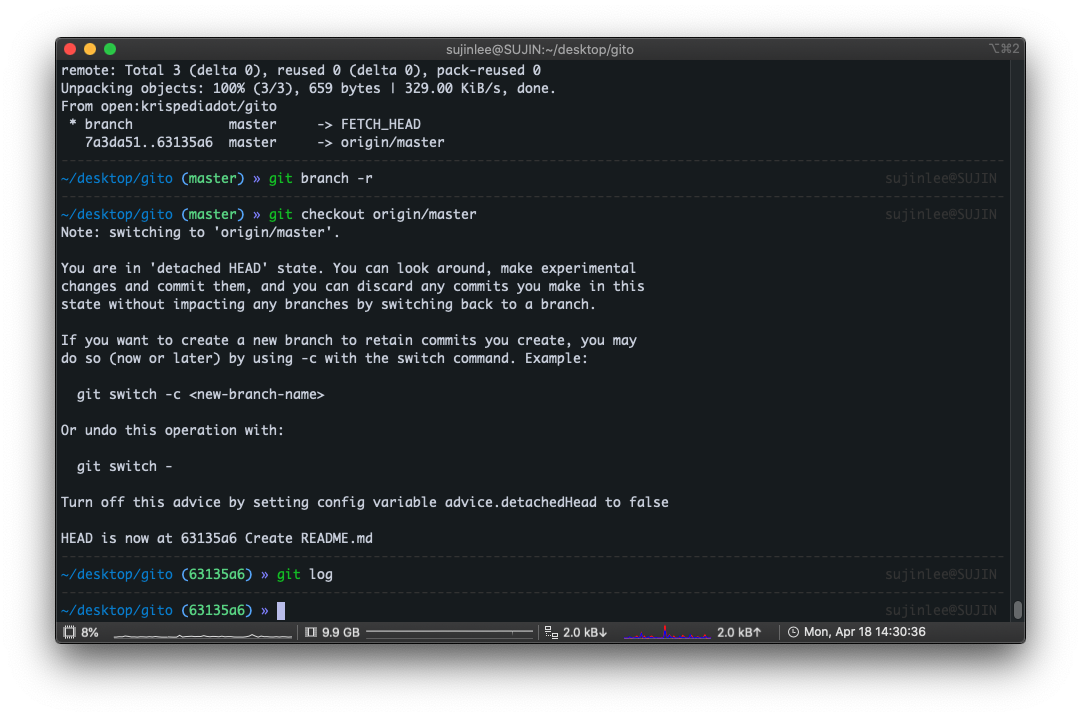 sujinlee@SUJIN:~/desktop/gito ⌥⌘2
remote: Total 3 (delta 0), reused 0 (delta 0), pack-reused 0
Unpacking objects: 100% (3/3), 659 bytes | 329.00 KiB/s, done.
From open:krispediadot/gito
 * branch            master     -> FETCH_HEAD
   7a3da51..63135a6  master     -> origin/master
~/desktop/gito (master) » git branch -r sujinlee@SUJIN
~/desktop/gito (master) » git checkout origin/master sujinlee@SUJIN
Note: switching to 'origin/master'.
You are in 'detached HEAD' state. You can look around, make experimental
changes and commit them, and you can discard any commits you make in this
state without impacting any branches by switching back to a branch.
If you want to create a new branch to retain commits you create, you may
do so (now or later) by using -c with the switch command. Example:
  git switch -c <new-branch-name>
Or undo this operation with:
  git switch -
Turn off this advice by setting config variable advice.detachedHead to false
HEAD is now at 63135a6 Create README.md
~/desktop/gito (63135a6) » git log sujinlee@SUJIN
~/desktop/gito (63135a6) » sujinlee@SUJIN
8% 9.9 GB 2.0 kB↓ 2.0 kB↑ Mon, Apr 18 14:30:36